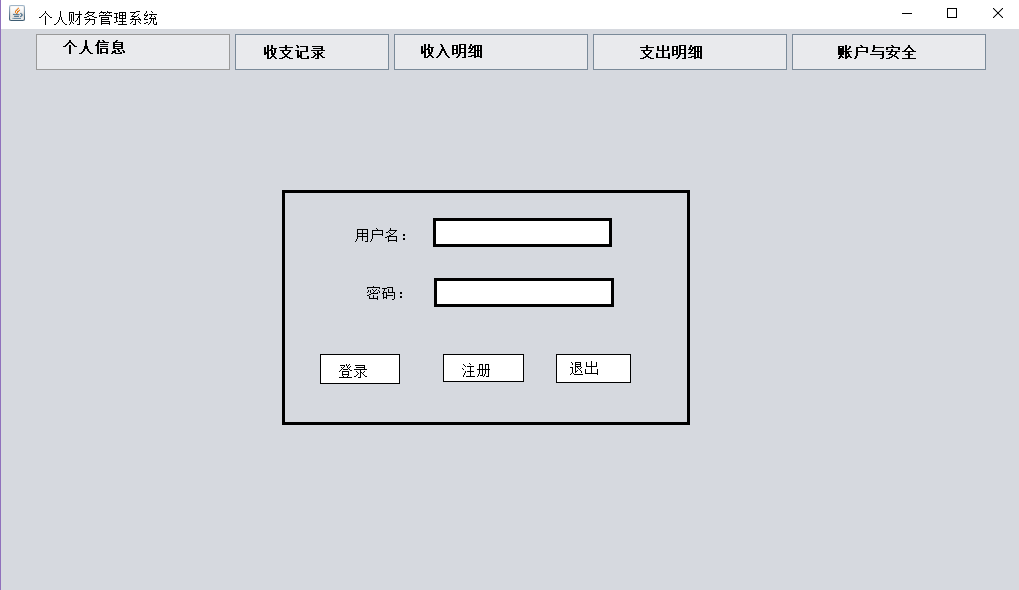 个人财务管理系统
个人信息 收支记录 收入明细 支出明细 账户与安全
用户名：
密码：
登录 注册 退出